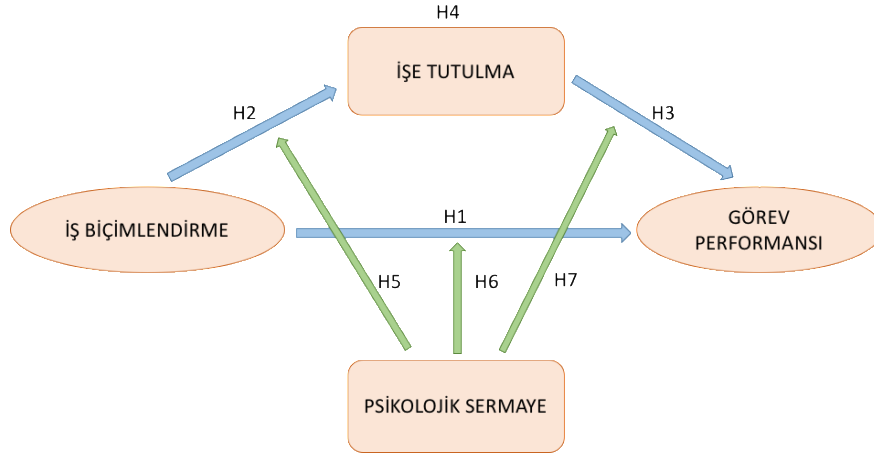 H4
İŞE TUTULMA
H2
H3
İŞ BİÇİMLENDİRME
H1
GÖREV
PERFORMANSI
H5
H6
H7
PSİKOLOJİK SERMAYE